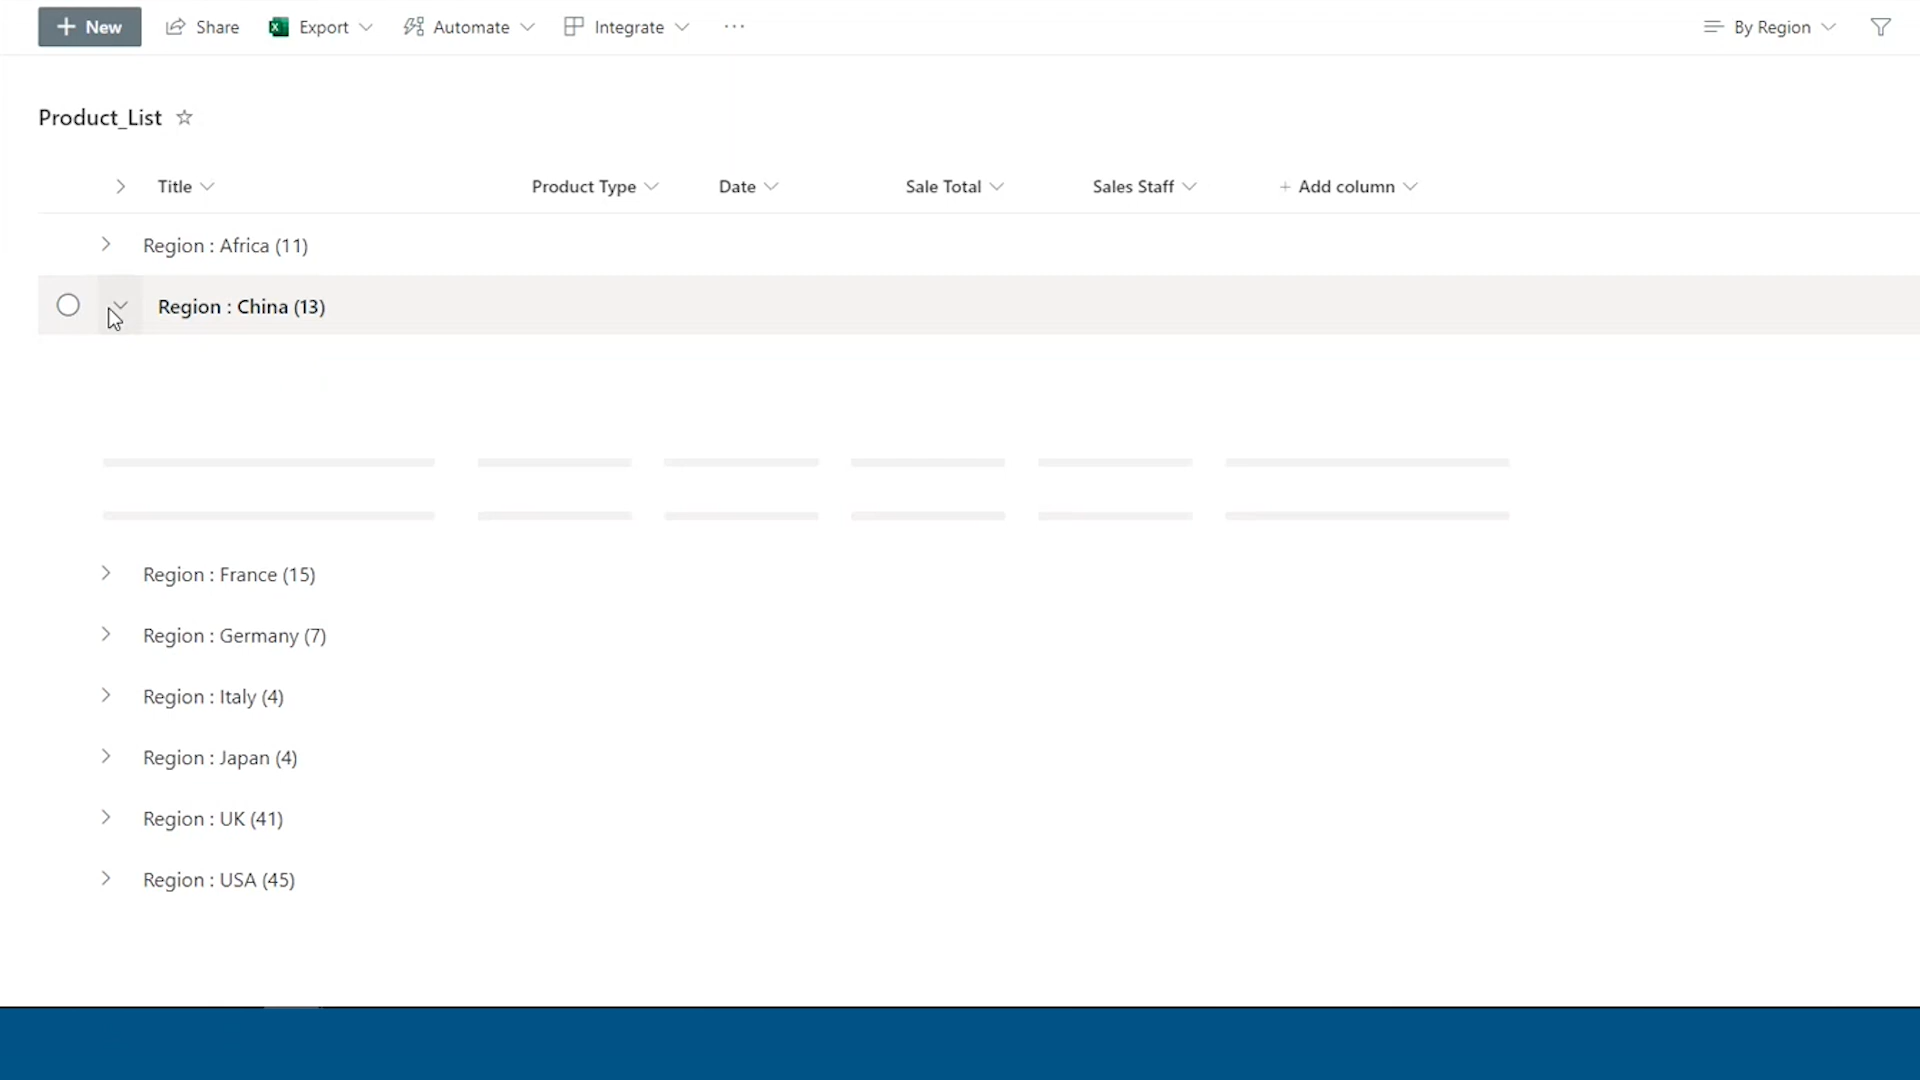 New Share Export Automate Integrate ··· By Region
Product_List
Title Product Type Date Sale Total Sales Staff + Add column
Region : Africa (11)
Region : China (13)
Region : France (15)
Region : Germany (7)
Region : Italy (4)
Region : Japan (4)
Region : UK (41)
Region : USA (45)